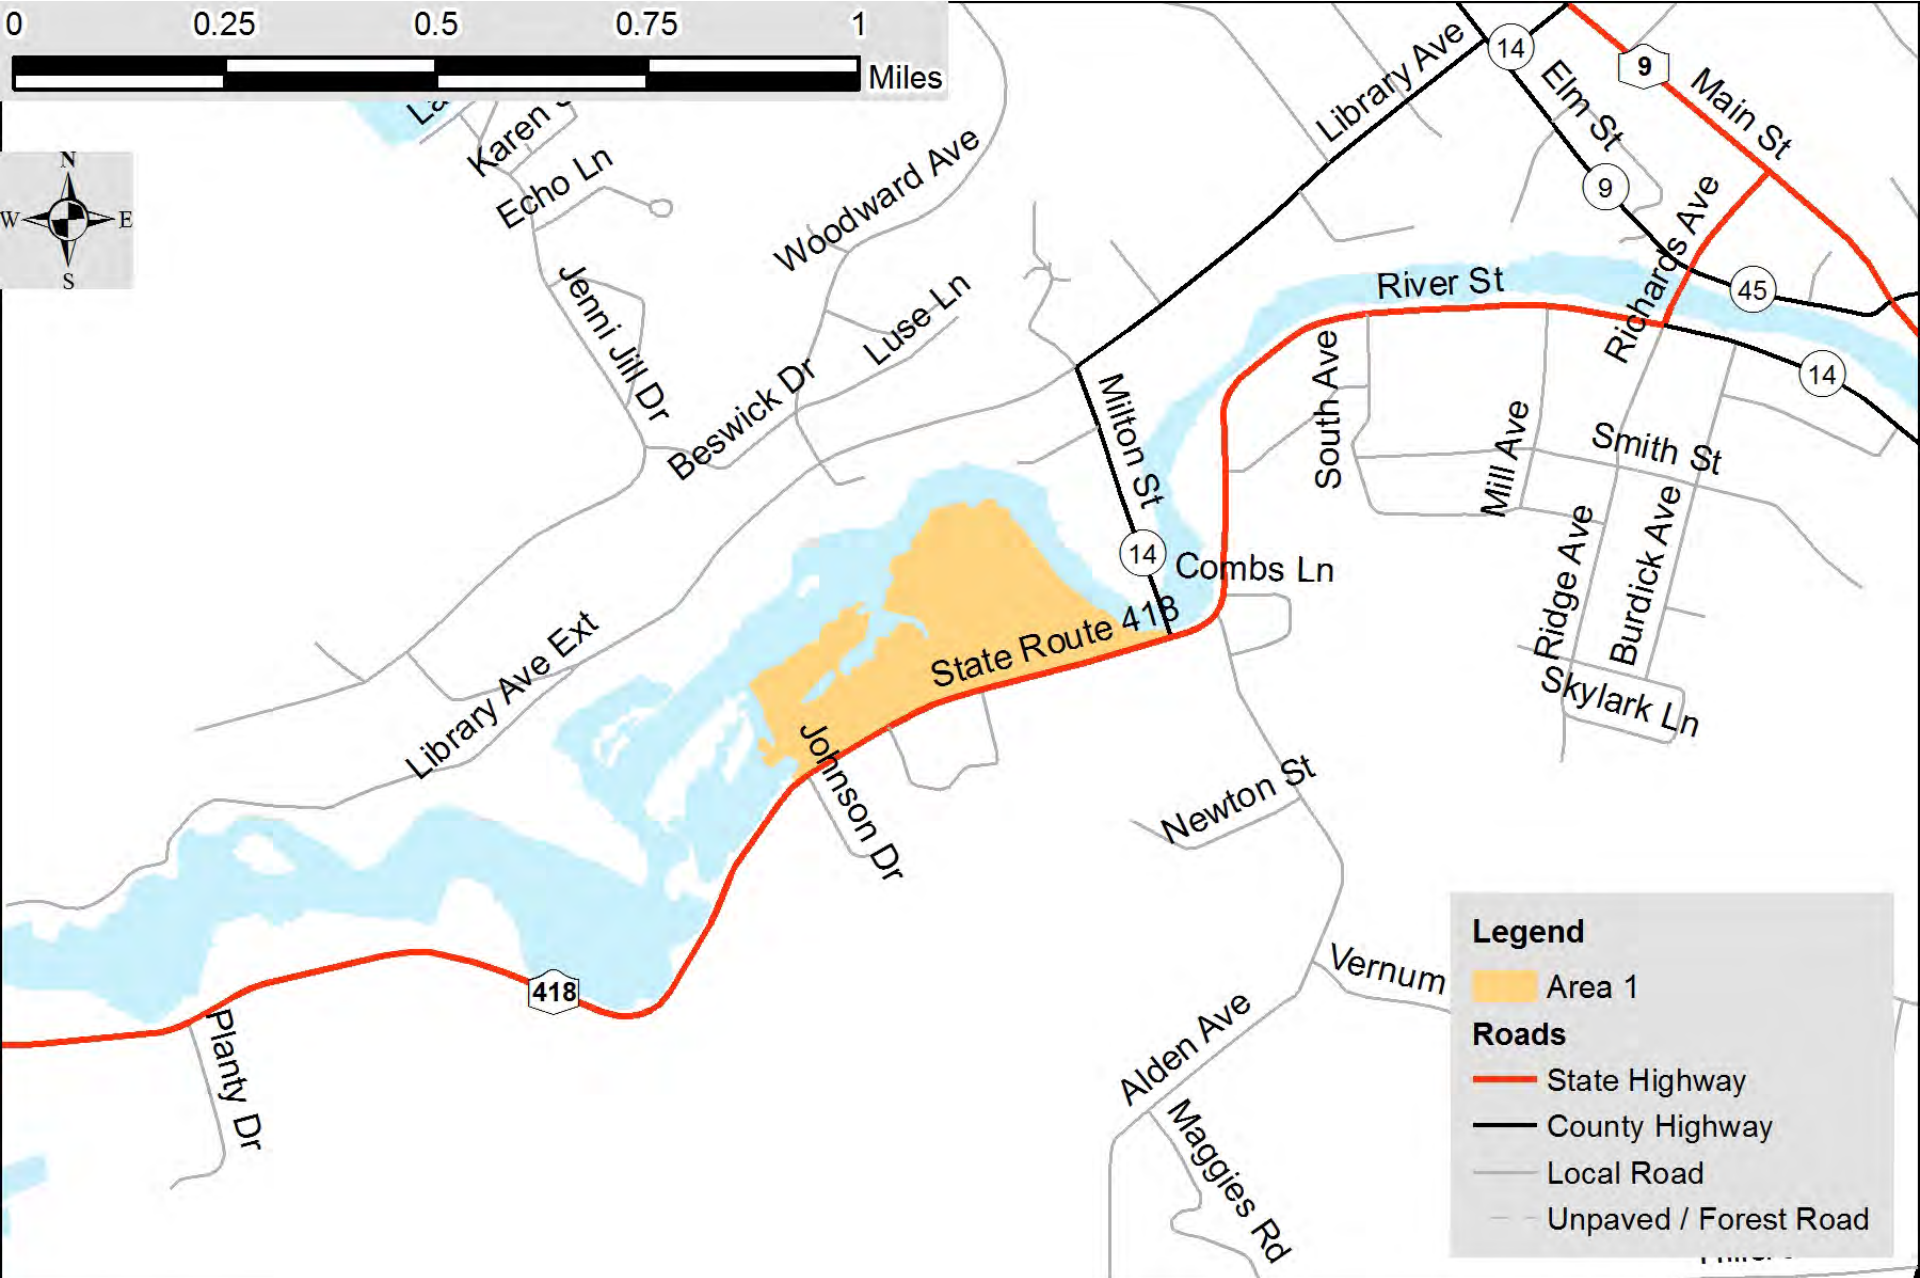 0 0.25 0.5 0.75 1
Miles
N
W E
S
Karen
Echo Ln
Woodward Ave
Library Ave
14
Elm St
9
Main St
9
Richards Ave
River St
45
14
Jenni Jill Dr
Luse Ln
Beswick Dr
Milton St
14
South Ave
Mill Ave
Smith St
Combs Ln
Ridge Ave
Burdick Ave
Skylark Ln
State Route 418
Library Ave Ext
Johnson Dr
Newton St
Vernum
418
Planty Dr
Alden Ave
Maggies Rd
Legend
Area 1
Roads
State Highway
County Highway
Local Road
Unpaved / Forest Road